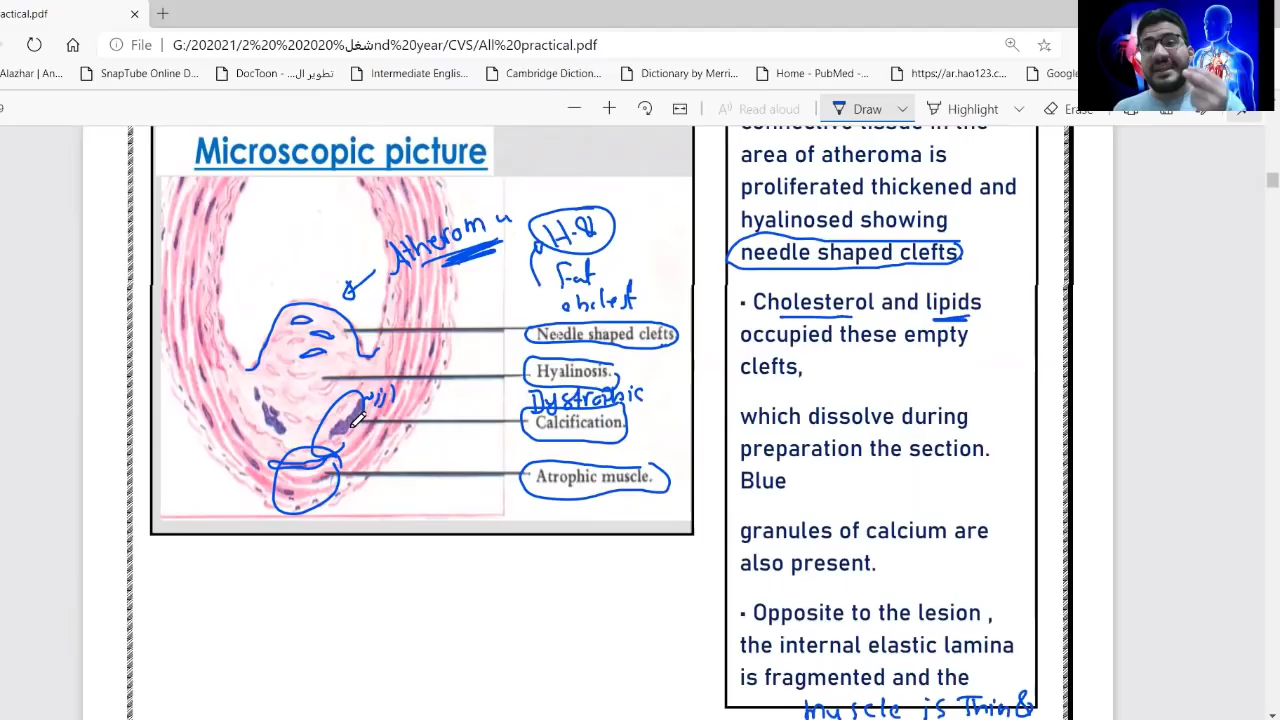 actical.pdf
File G:/202021/2%20%202020%شغل20nd%20year/CVS/All%20practical.pdf
Alazhar | An... SnapTube Online D... DocToon - ...تطوير ال Intermediate Englis... Cambridge Diction... Dictionary by Merri... Home - PubMed - ... https://ar.hao123.c... Google
9 Read aloud Draw Highlight Erase
Microscopic picture
Atherom
H&
Fat
cholest
Needle shaped clefts
Hyalinosis.
Dystrophic
Calcification.
Atrophic muscle.
connective tissue in the
area of atheroma is
proliferated thickened and
hyalinosed showing
needle shaped clefts
• Cholesterol and lipids
occupied these empty
clefts,
which dissolve during
preparation the section.
Blue
granules of calcium are
also present.
• Opposite to the lesion ,
the internal elastic lamina
is fragmented and the
muscle is Thin &